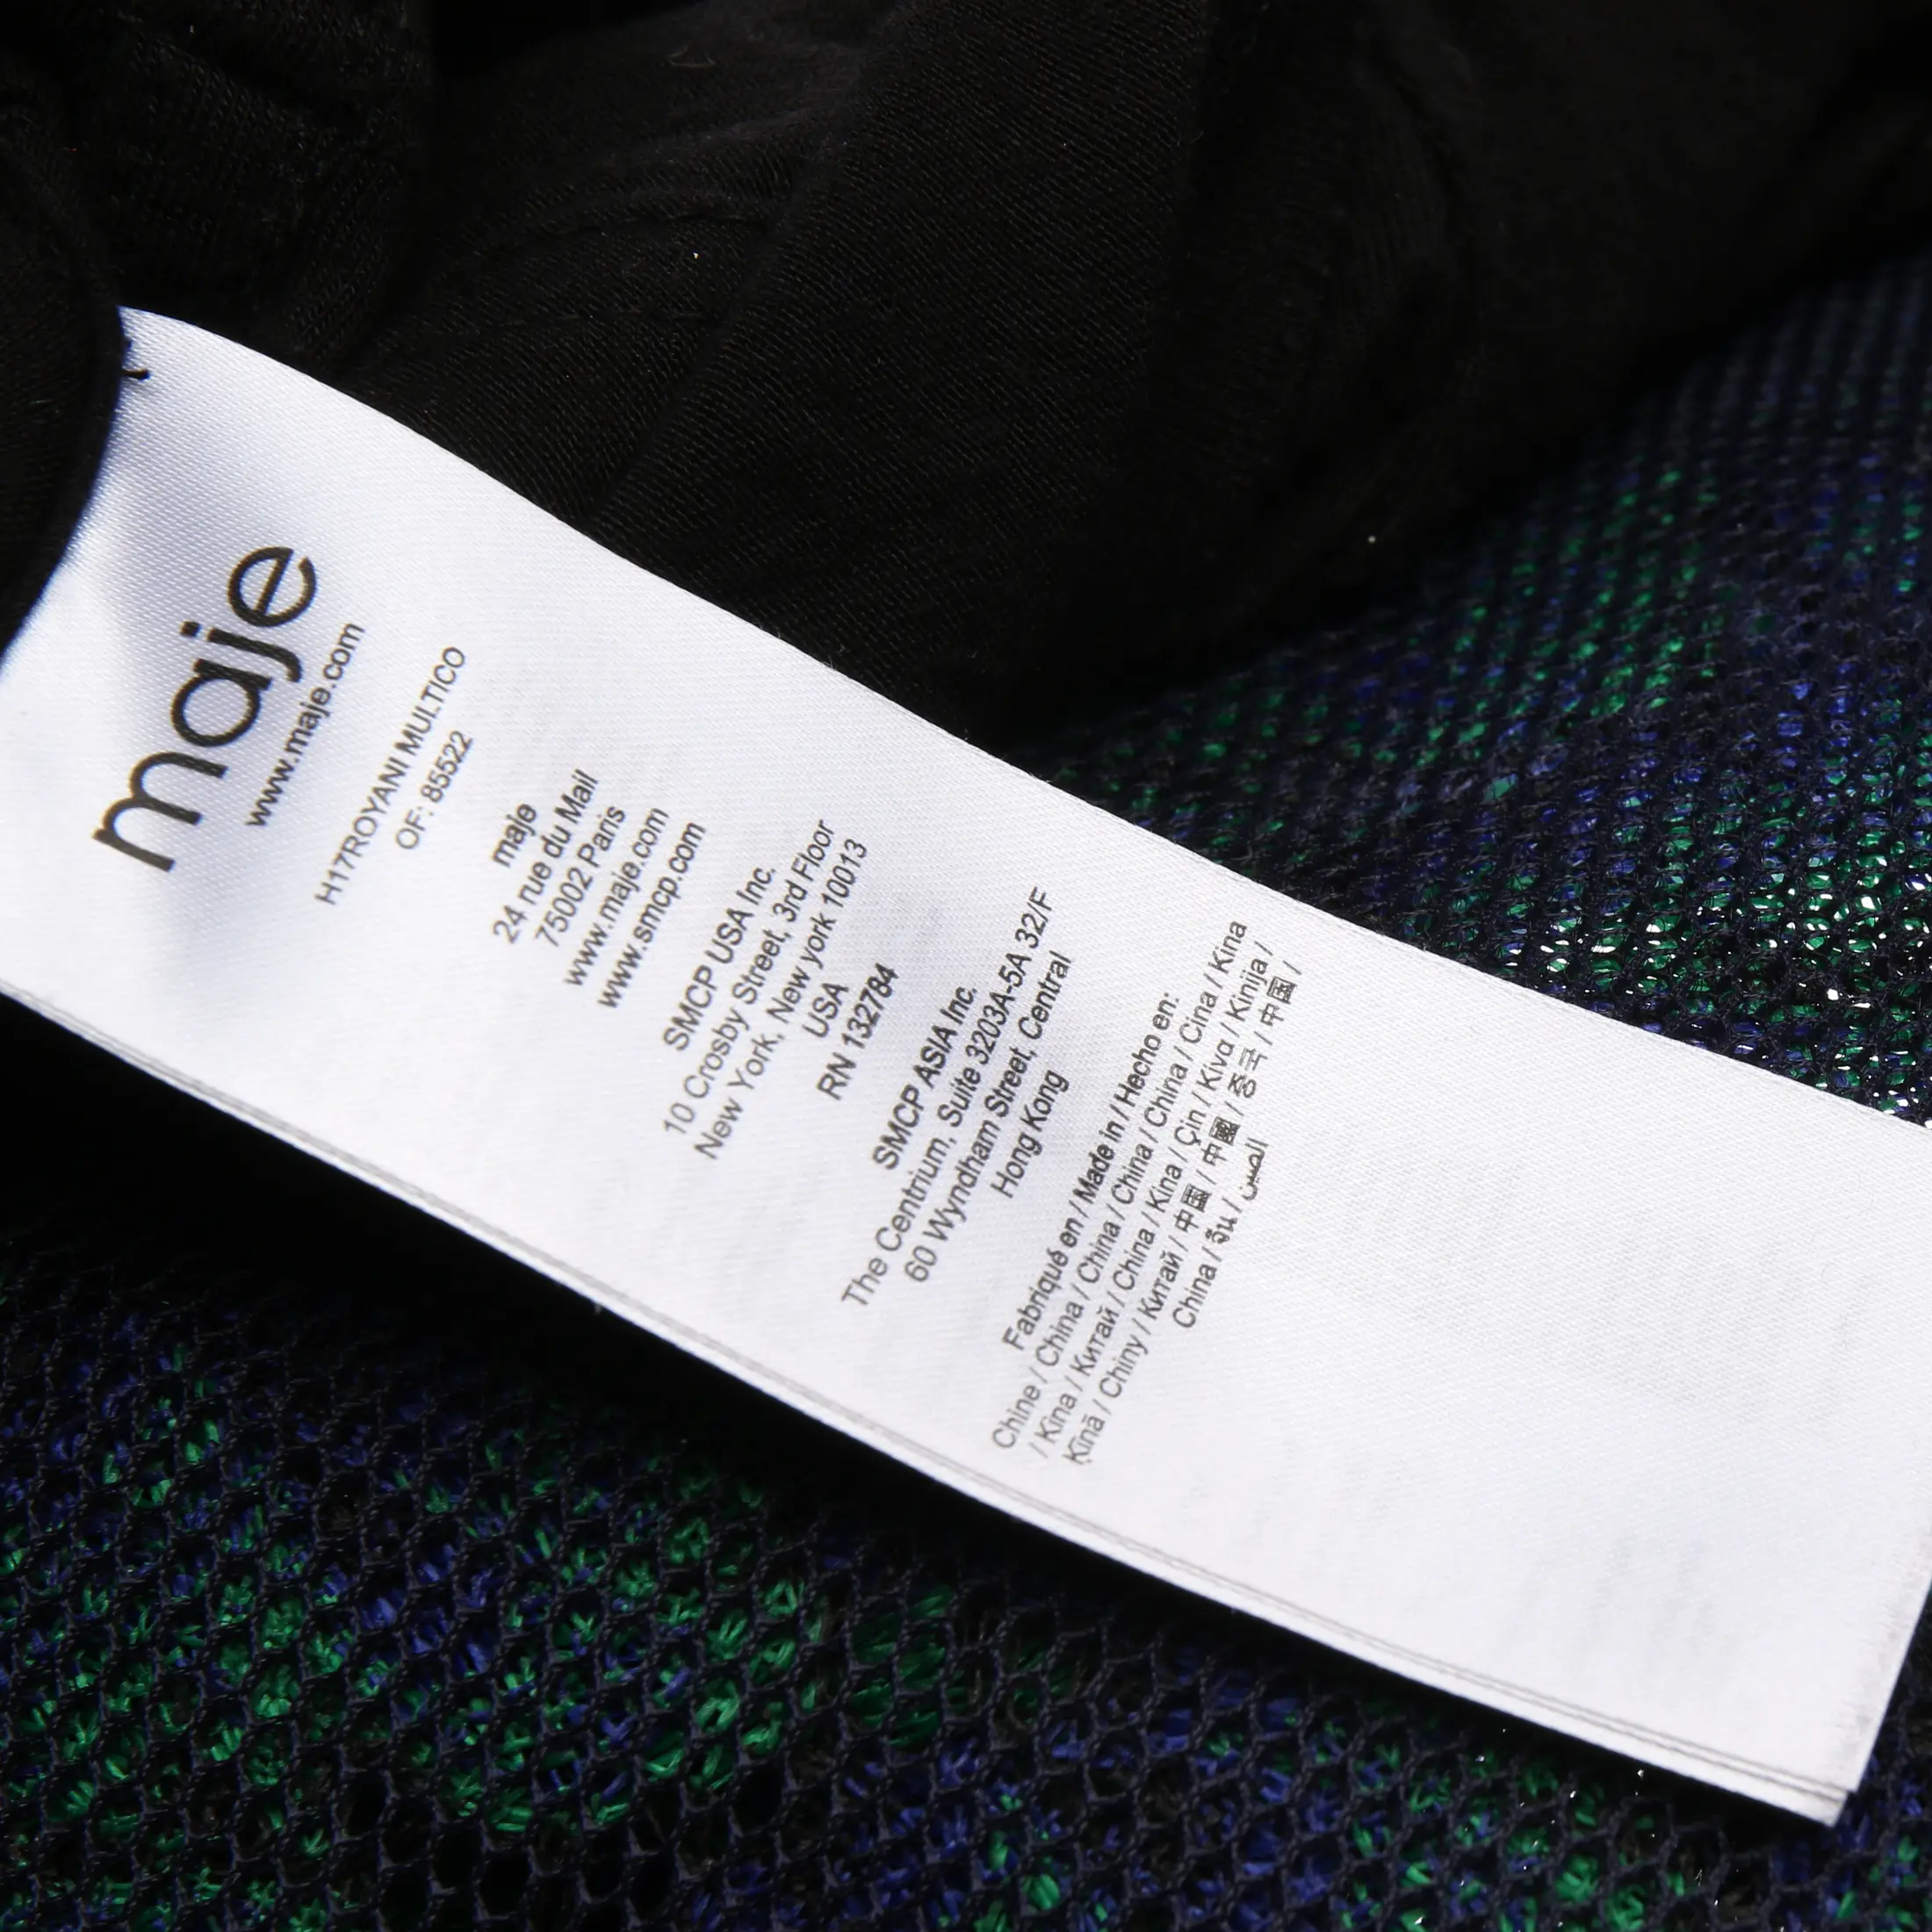 maje
www.maje.com
H17ROYANI MULTICO
OF: 85522
maje
24 rue du Mail
75002 Paris
www.maje.com
www.smcp.com
SMCP USA Inc.
10 Crosby Street, 3rd Floor
New York, New york 10013
USA
RN 132784
SMCP ASIA Inc.
The Centrium, Suite 3203A-5A 32/F
60 Wyndham Street, Central
Hong Kong
Fabriqué en / Made in / Hecho en:
Chine / China / China / China / China / Cina / Kina
/ Kina / Китай / China / Kina / Çin / Κίνα / Kinija /
Ķīnā / Chiny / Китай / 中国 / 中國 / 중국 / 中國 /
China / จีน / الصين